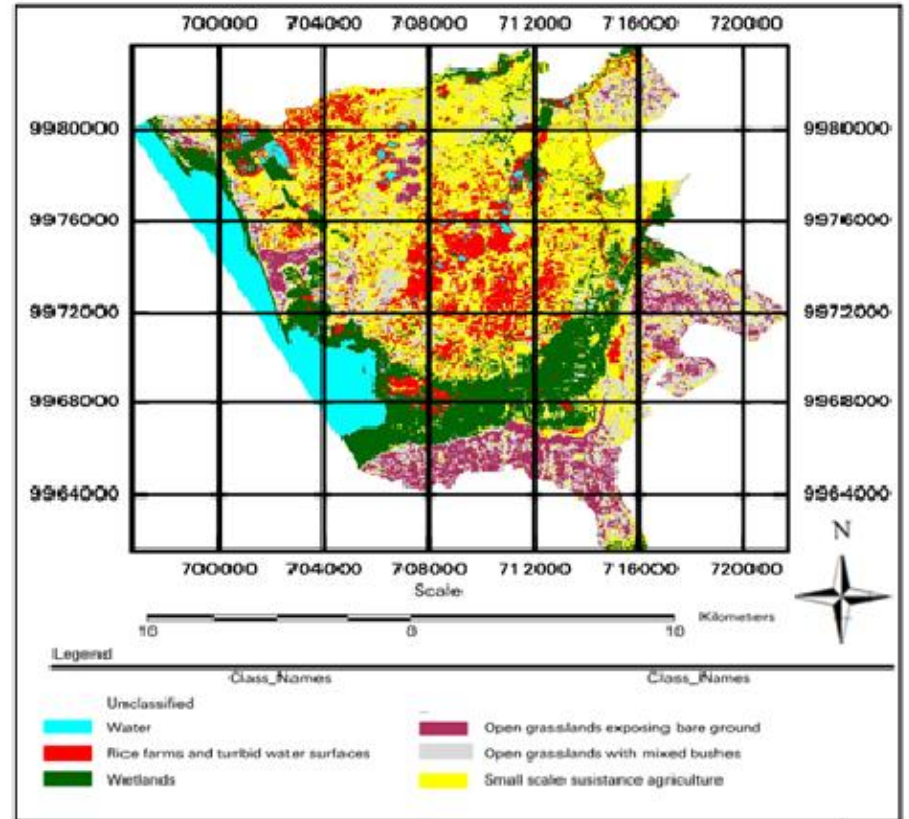 700000 704000 708000 712000 716000 720000
9980000 9980000
9976000 9976000
9972000 9972000
9968000 9968000
9964000 9964000
N
700000 704000 708000 712000 716000 720000
Scale
Kilometers
10 0 10
Legend
Class_Names Class_Names
Unclassified
Water Open grasslands exposing bare ground
Rice farms and turbid water surfaces Open grasslands with mixed bushes
Wetlands Small scale susistance agriculture